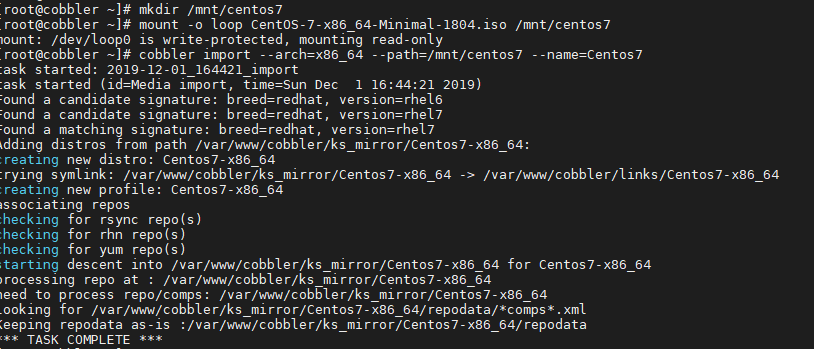 [root@cobbler ~]# mkdir /mnt/centos7
[root@cobbler ~]# mount -o loop CentOS-7-x86_64-Minimal-1804.iso /mnt/centos7
mount: /dev/loop0 is write-protected, mounting read-only
[root@cobbler ~]# cobbler import --arch=x86_64 --path=/mnt/centos7 --name=Centos7
task started: 2019-12-01_164421_import
task started (id=Media import, time=Sun Dec  1 16:44:21 2019)
Found a candidate signature: breed=redhat, version=rhel6
Found a candidate signature: breed=redhat, version=rhel7
Found a matching signature: breed=redhat, version=rhel7
Adding distros from path /var/www/cobbler/ks_mirror/Centos7-x86_64:
creating new distro: Centos7-x86_64
trying symlink: /var/www/cobbler/ks_mirror/Centos7-x86_64 -> /var/www/cobbler/links/Centos7-x86_64
creating new profile: Centos7-x86_64
associating repos
checking for rsync repo(s)
checking for rhn repo(s)
checking for yum repo(s)
starting descent into /var/www/cobbler/ks_mirror/Centos7-x86_64 for Centos7-x86_64
processing repo at : /var/www/cobbler/ks_mirror/Centos7-x86_64
need to process repo/comps: /var/www/cobbler/ks_mirror/Centos7-x86_64
looking for /var/www/cobbler/ks_mirror/Centos7-x86_64/repodata/*comps*.xml
Keeping repodata as-is :/var/www/cobbler/ks_mirror/Centos7-x86_64/repodata
*** TASK COMPLETE ***